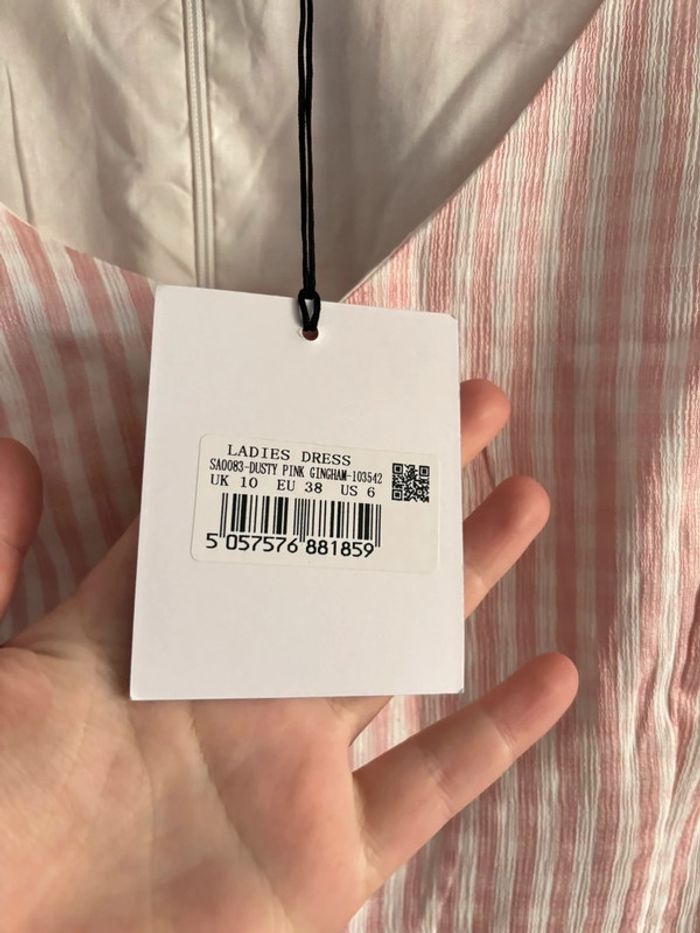 LADIES DRESS
SA0083-DUSTY PINK GINGHAM-103542
UK 10 EU 38 US 6
5 057576 881859